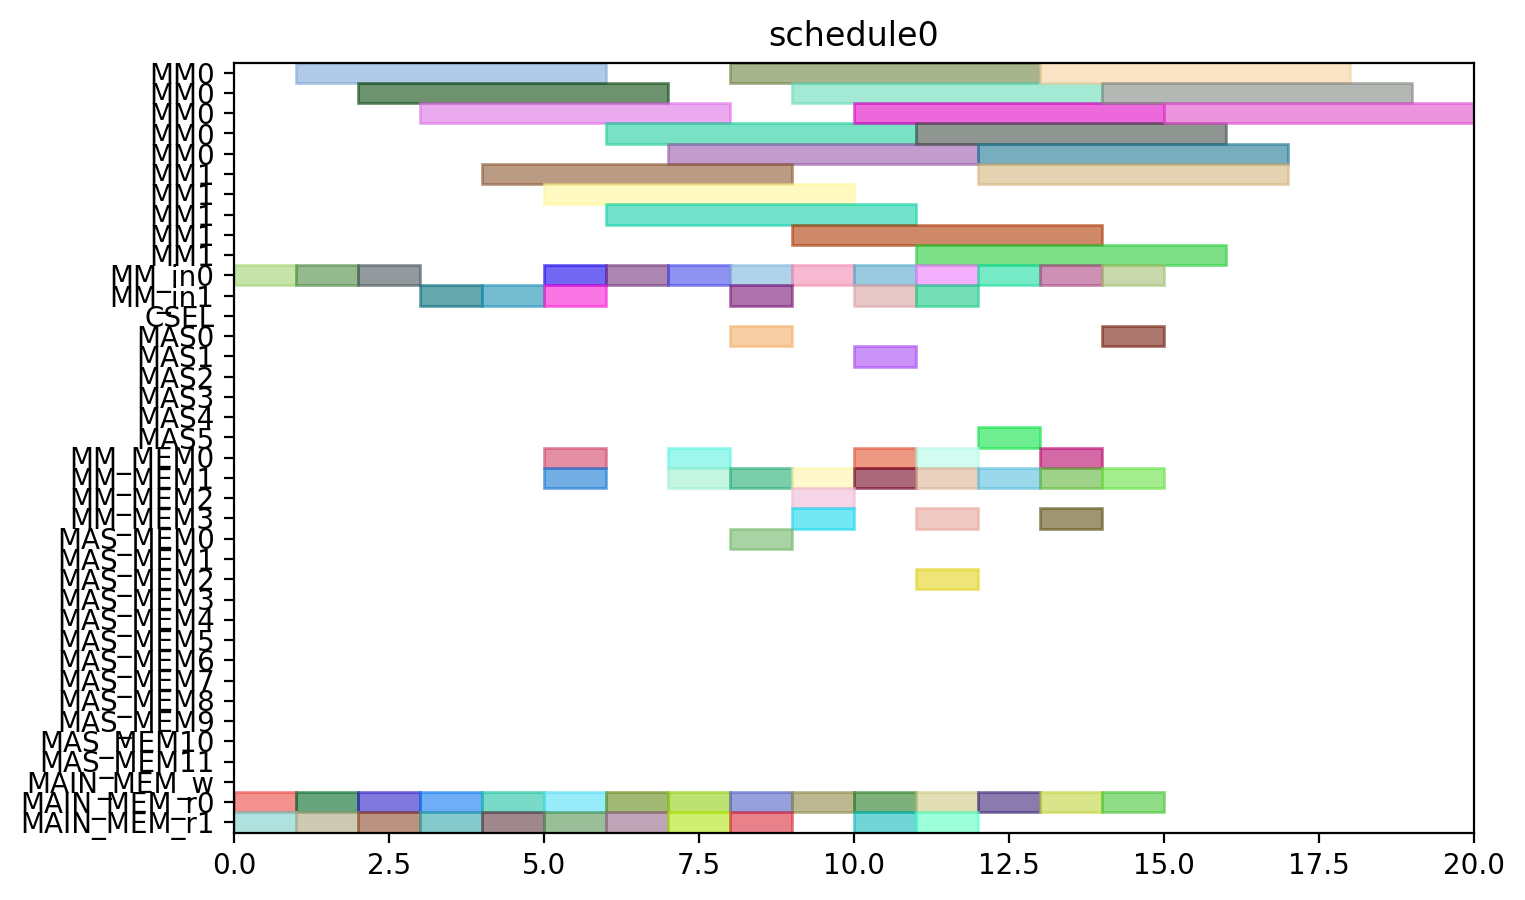 schedule0
MM0
MM0
MM0
MM0
MM0
MM1
MM1
MM1
MM1
MM1
MM_in0
MM_in1
CSEL
MAS0
MAS1
MAS2
MAS3
MAS4
MAS5
MM_MEM0
MM_MEM1
MM_MEM2
MM_MEM3
MAS_MEM0
MAS_MEM1
MAS_MEM2
MAS_MEM3
MAS_MEM4
MAS_MEM5
MAS_MEM6
MAS_MEM7
MAS_MEM8
MAS_MEM9
MAS_MEM10
MAS_MEM11
MAIN_MEM_w
MAIN_MEM_r0
MAIN_MEM_r1
0.0 2.5 5.0 7.5 10.0 12.5 15.0 17.5 20.0